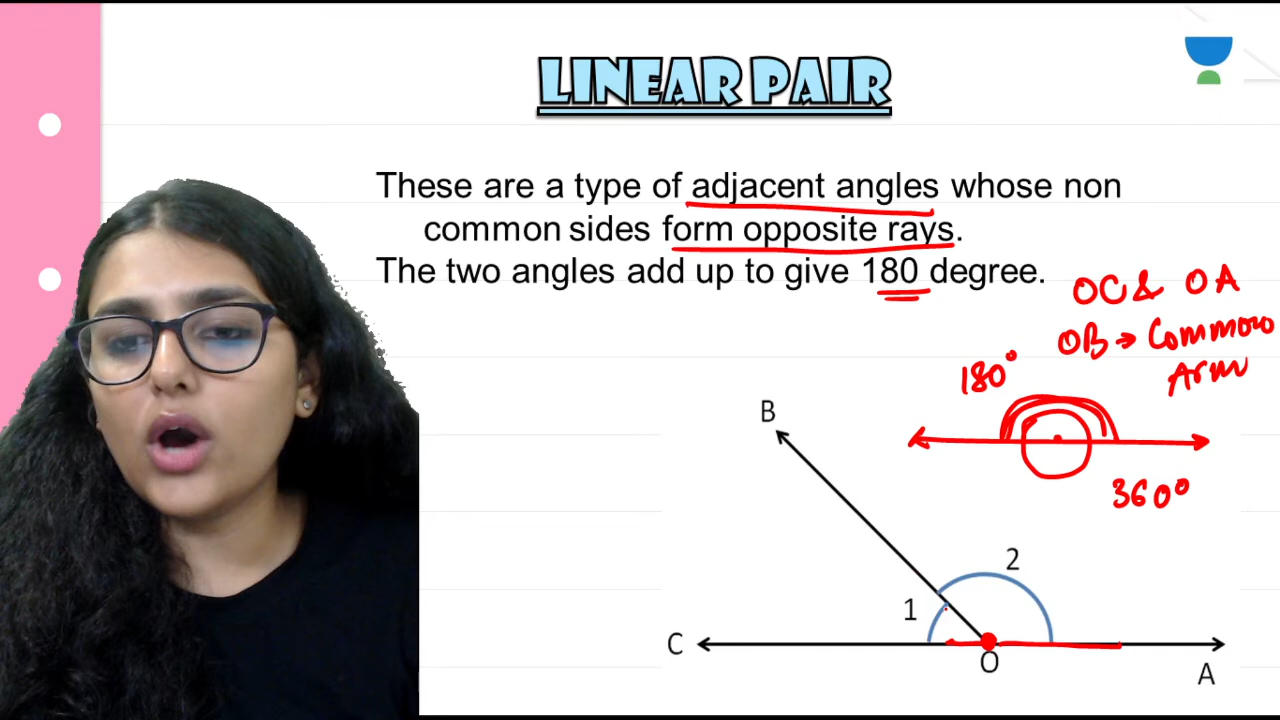 LINEAR PAIR
These are a type of adjacent angles whose non
common sides form opposite rays.
The two angles add up to give 180 degree.
OC & OA
OB → Common
Arm
180°
360°
B
2
1
C
O
A